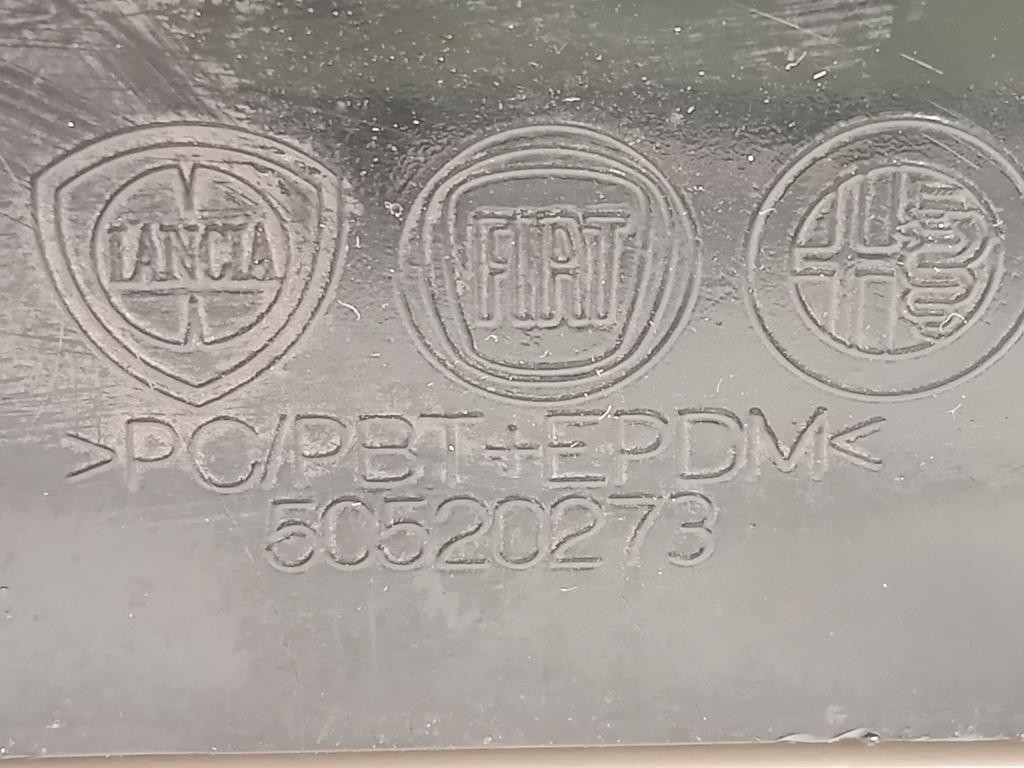 LANCIA FIAT
>PC/PBT+EPDM<
50520273